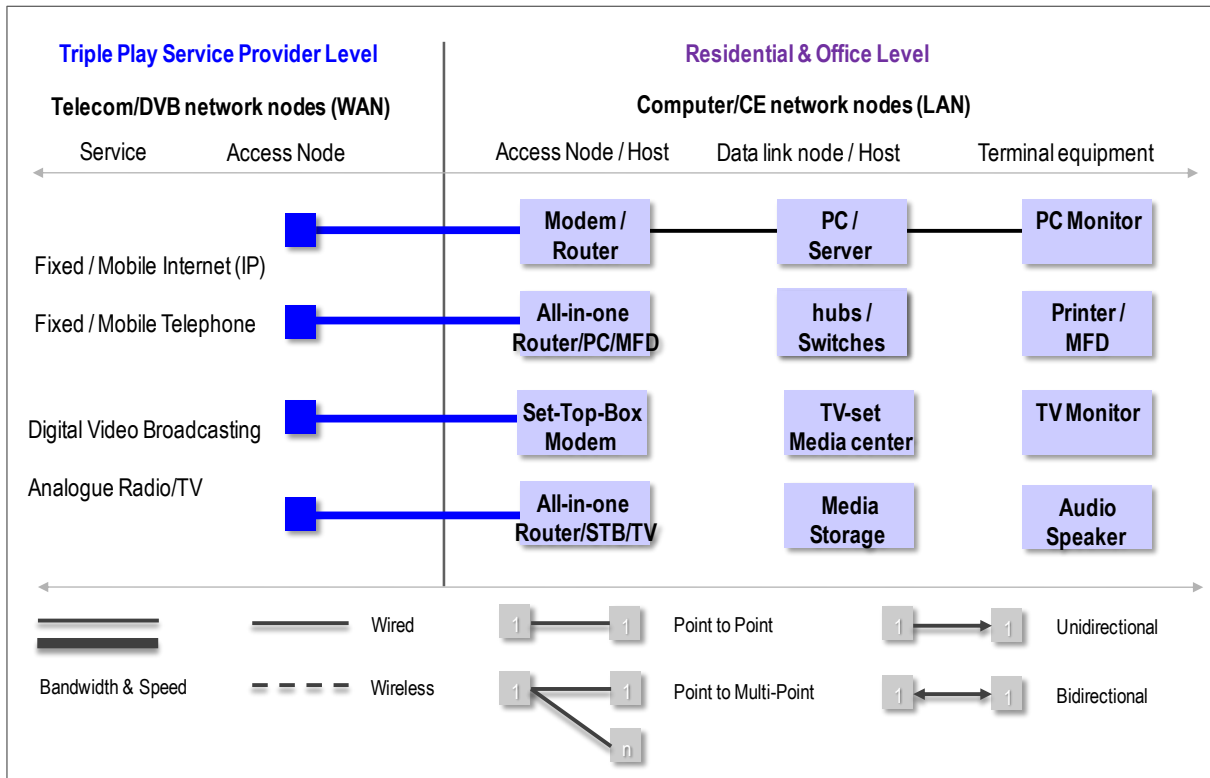 Triple Play Service Provider Level
Residential & Office Level
Telecom/DVB network nodes (WAN)
Computer/CE network nodes (LAN)
Service
Access Node
Access Node / Host
Data link node / Host
Terminal equipment
Modem /
Router
PC /
Server
PC Monitor
Fixed / Mobile Internet (IP)
Fixed / Mobile Telephone
All-in-one
Router/PC/MFD
hubs /
Switches
Printer /
MFD
Digital Video Broadcasting
Set-Top-Box
Modem
TV-set
Media center
TV Monitor
Analogue Radio/TV
All-in-one
Router/STB/TV
Media
Storage
Audio
Speaker
Bandwidth & Speed
Wired
Wireless
1 1
Point to Point
1 1
n
Point to Multi-Point
1 1
Unidirectional
1 1
Bidirectional